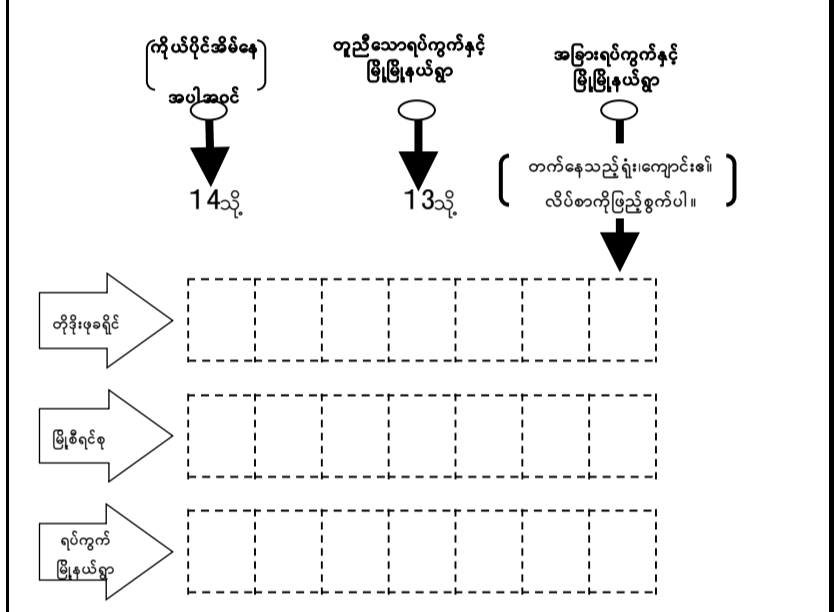 ကိုယ်ပိုင်အိမ်နေ
အပါအဝင်
တူညီသောရပ်ကွက်နှင့်
မြို့မြို့နယ်ရွာ
အခြားရပ်ကွက်နှင့်
မြို့မြို့နယ်ရွာ
14သို့
13သို့
တက်နေသည့်ရုံး၊ကျောင်း၏
လိပ်စာကိုဖြည့်စွက်ပါ။
တိုဒိုးဖုခရိုင်
မြို့စီရင်စု
ရပ်ကွက်
မြို့နယ်ရွာ